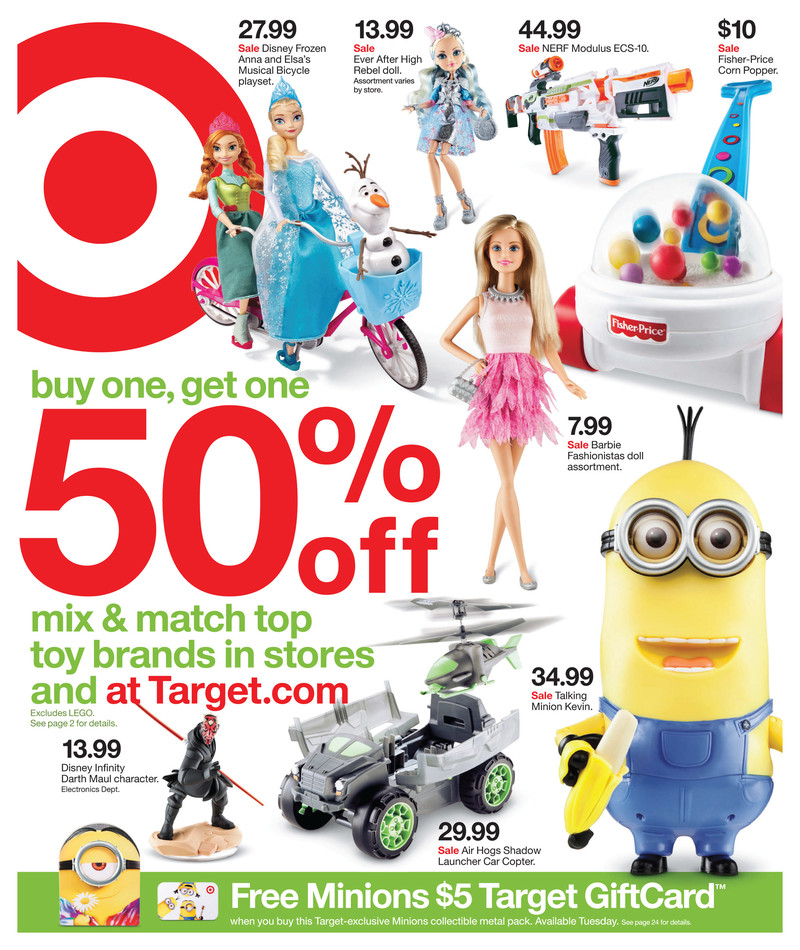 27.99
Sale Disney Frozen
Anna and Elsa's
Musical Bicycle
playset.
13.99
Sale
Ever After High
Rebel doll.
Assortment varies
by store.
44.99
Sale NERF Modulus ECS-10.
$10
Sale
Fisher-Price
Corn Popper.
NERF
Fisher-Price
buy one, get one
50% off
7.99
Sale Barbie
Fashionistas doll
assortment.
mix & match top
toy brands in stores
and at Target.com
Excludes LEGO.
See page 2 for details.
34.99
Sale Talking
Minion Kevin.
13.99
Disney Infinity
Darth Maul character.
Electronics Dept.
29.99
Sale Air Hogs Shadow
Launcher Car Copter.
Free Minions $5 Target GiftCard™
when you buy this Target-exclusive Minions collectible metal pack. Available Tuesday. See page 24 for details.